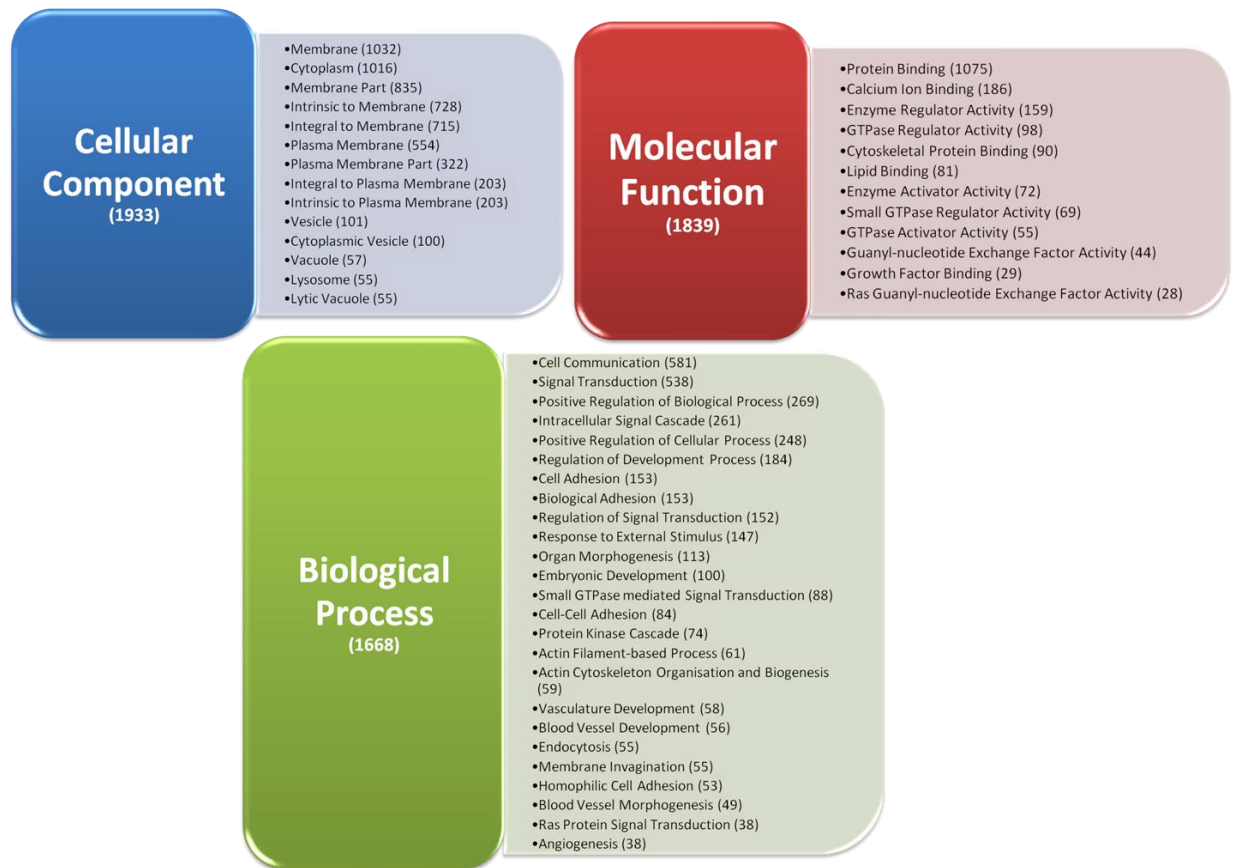 Cellular
Component
(1933)
•Membrane (1032)
•Cytoplasm (1016)
•Membrane Part (835)
•Intrinsic to Membrane (728)
•Integral to Membrane (715)
•Plasma Membrane (554)
•Plasma Membrane Part (322)
•Integral to Plasma Membrane (203)
•Intrinsic to Plasma Membrane (203)
•Vesicle (101)
•Cytoplasmic Vesicle (100)
•Vacuole (57)
•Lysosome (55)
•Lytic Vacuole (55)
Molecular
Function
(1839)
•Protein Binding (1075)
•Calcium Ion Binding (186)
•Enzyme Regulator Activity (159)
•GTPase Regulator Activity (98)
•Cytoskeletal Protein Binding (90)
•Lipid Binding (81)
•Enzyme Activator Activity (72)
•Small GTPase Regulator Activity (69)
•GTPase Activator Activity (55)
•Guanyl-nucleotide Exchange Factor Activity (44)
•Growth Factor Binding (29)
•Ras Guanyl-nucleotide Exchange Factor Activity (28)
Biological
Process
(1668)
•Cell Communication (581)
•Signal Transduction (538)
•Positive Regulation of Biological Process (269)
•Intracellular Signal Cascade (261)
•Positive Regulation of Cellular Process (248)
•Regulation of Development Process (184)
•Cell Adhesion (153)
•Biological Adhesion (153)
•Regulation of Signal Transduction (152)
•Response to External Stimulus (147)
•Organ Morphogenesis (113)
•Embryonic Development (100)
•Small GTPase mediated Signal Transduction (88)
•Cell-Cell Adhesion (84)
•Protein Kinase Cascade (74)
•Actin Filament-based Process (61)
•Actin Cytoskeleton Organisation and Biogenesis
(59)
•Vasculature Development (58)
•Blood Vessel Development (56)
•Endocytosis (55)
•Membrane Invagination (55)
•Homophilic Cell Adhesion (53)
•Blood Vessel Morphogenesis (49)
•Ras Protein Signal Transduction (38)
•Angiogenesis (38)